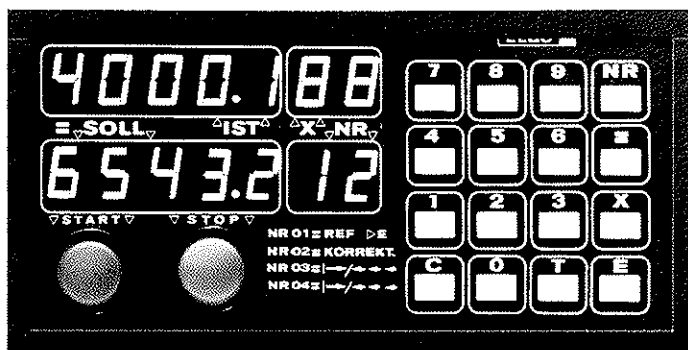 4000.1 88
= SOLL △IST△ △X△ NR
6543.2 12
START STOP
NR 01= REF ▷E
NR 02= KORREKT.
NR 03=
NR 04=
7 8 9 NR
4 5 6 =
1 2 3 X
C 0 T E